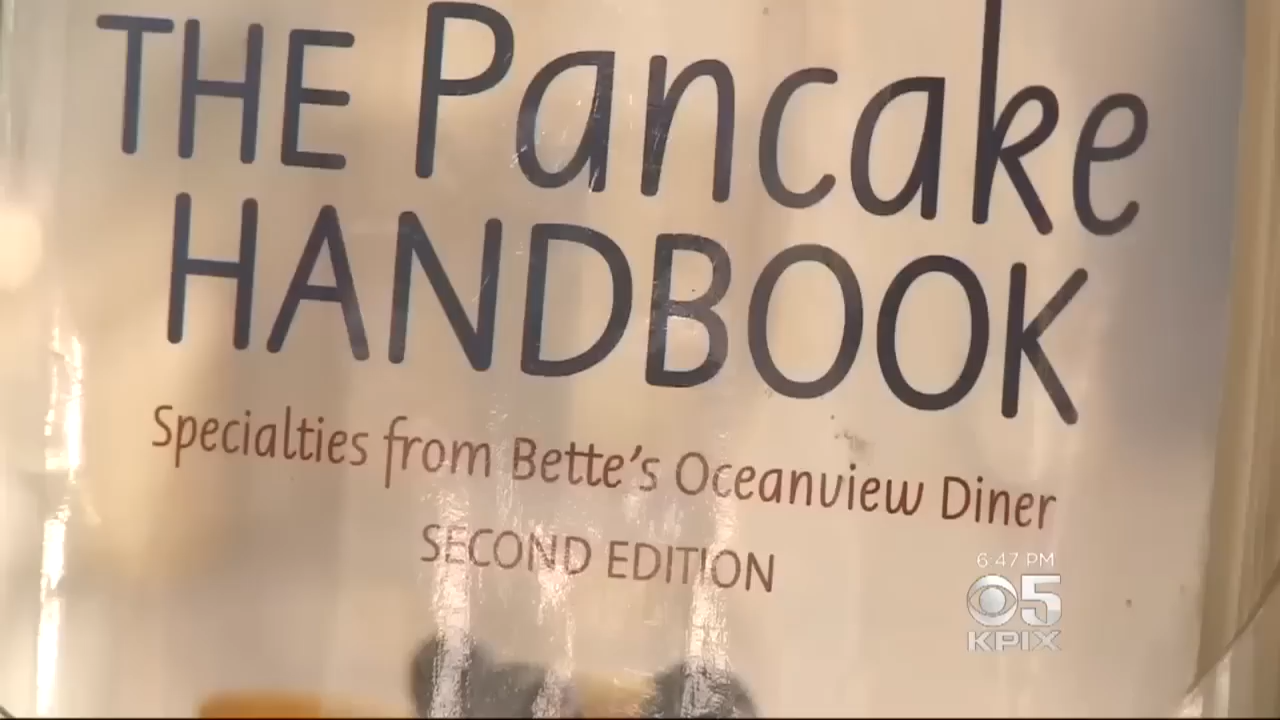 THE Pancake
HANDBOOK
Specialties from Bette's Oceanview Diner
SECOND EDITION
6:47 PM
5
KPIX